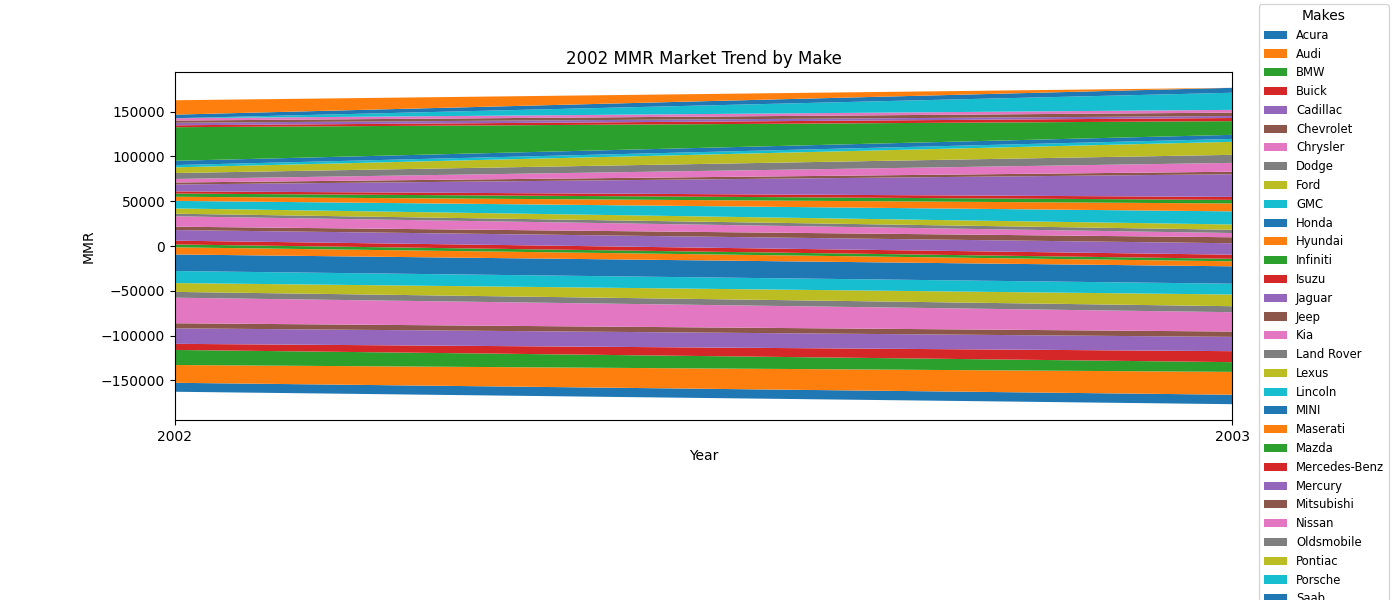 2002 MMR Market Trend by Make
MMR
150000
100000
50000
0
−50000
−100000
−150000
2002
2003
Year
Makes
Acura
Audi
BMW
Buick
Cadillac
Chevrolet
Chrysler
Dodge
Ford
GMC
Honda
Hyundai
Infiniti
Isuzu
Jaguar
Jeep
Kia
Land Rover
Lexus
Lincoln
MINI
Maserati
Mazda
Mercedes-Benz
Mercury
Mitsubishi
Nissan
Oldsmobile
Pontiac
Porsche
Saab